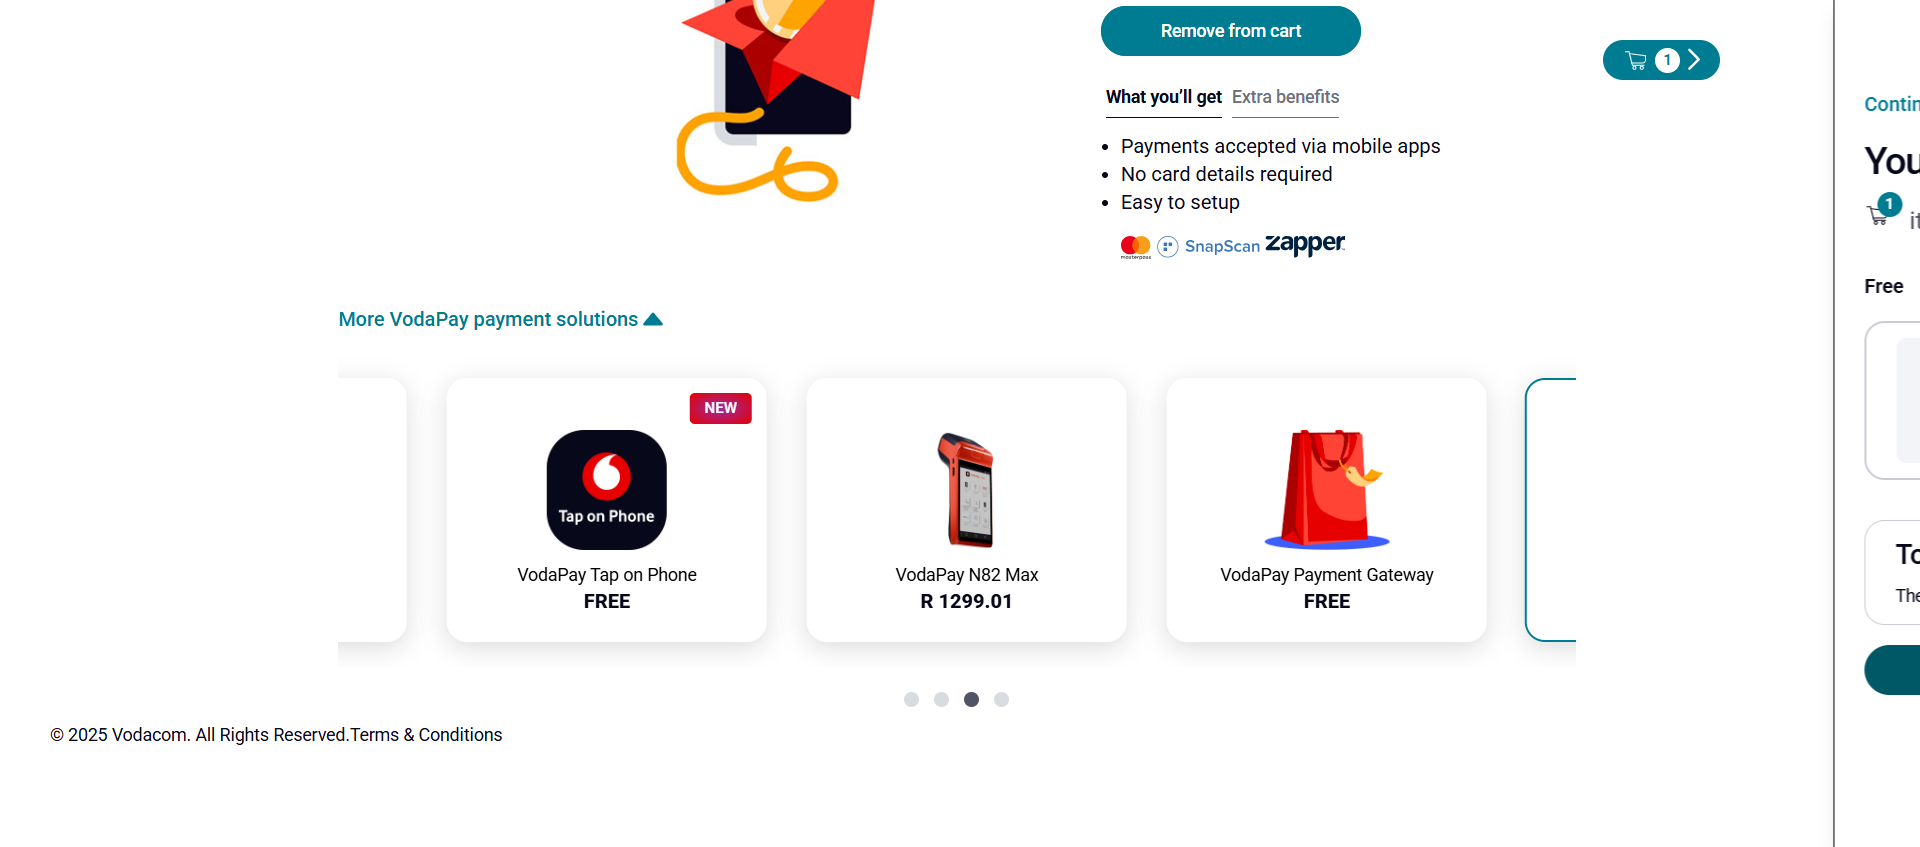 Remove from cart
1
What you’ll get
Extra benefits
Payments accepted via mobile apps
No card details required
Easy to setup
masterpass
SnapScan
zapper
More VodaPay payment solutions
NEW
Tap on Phone
VodaPay Tap on Phone
FREE
VodaPay N82 Max
R 1299.01
VodaPay Payment Gateway
FREE
© 2025 Vodacom. All Rights Reserved.Terms & Conditions
Contin
You
1
it
Free
To
The